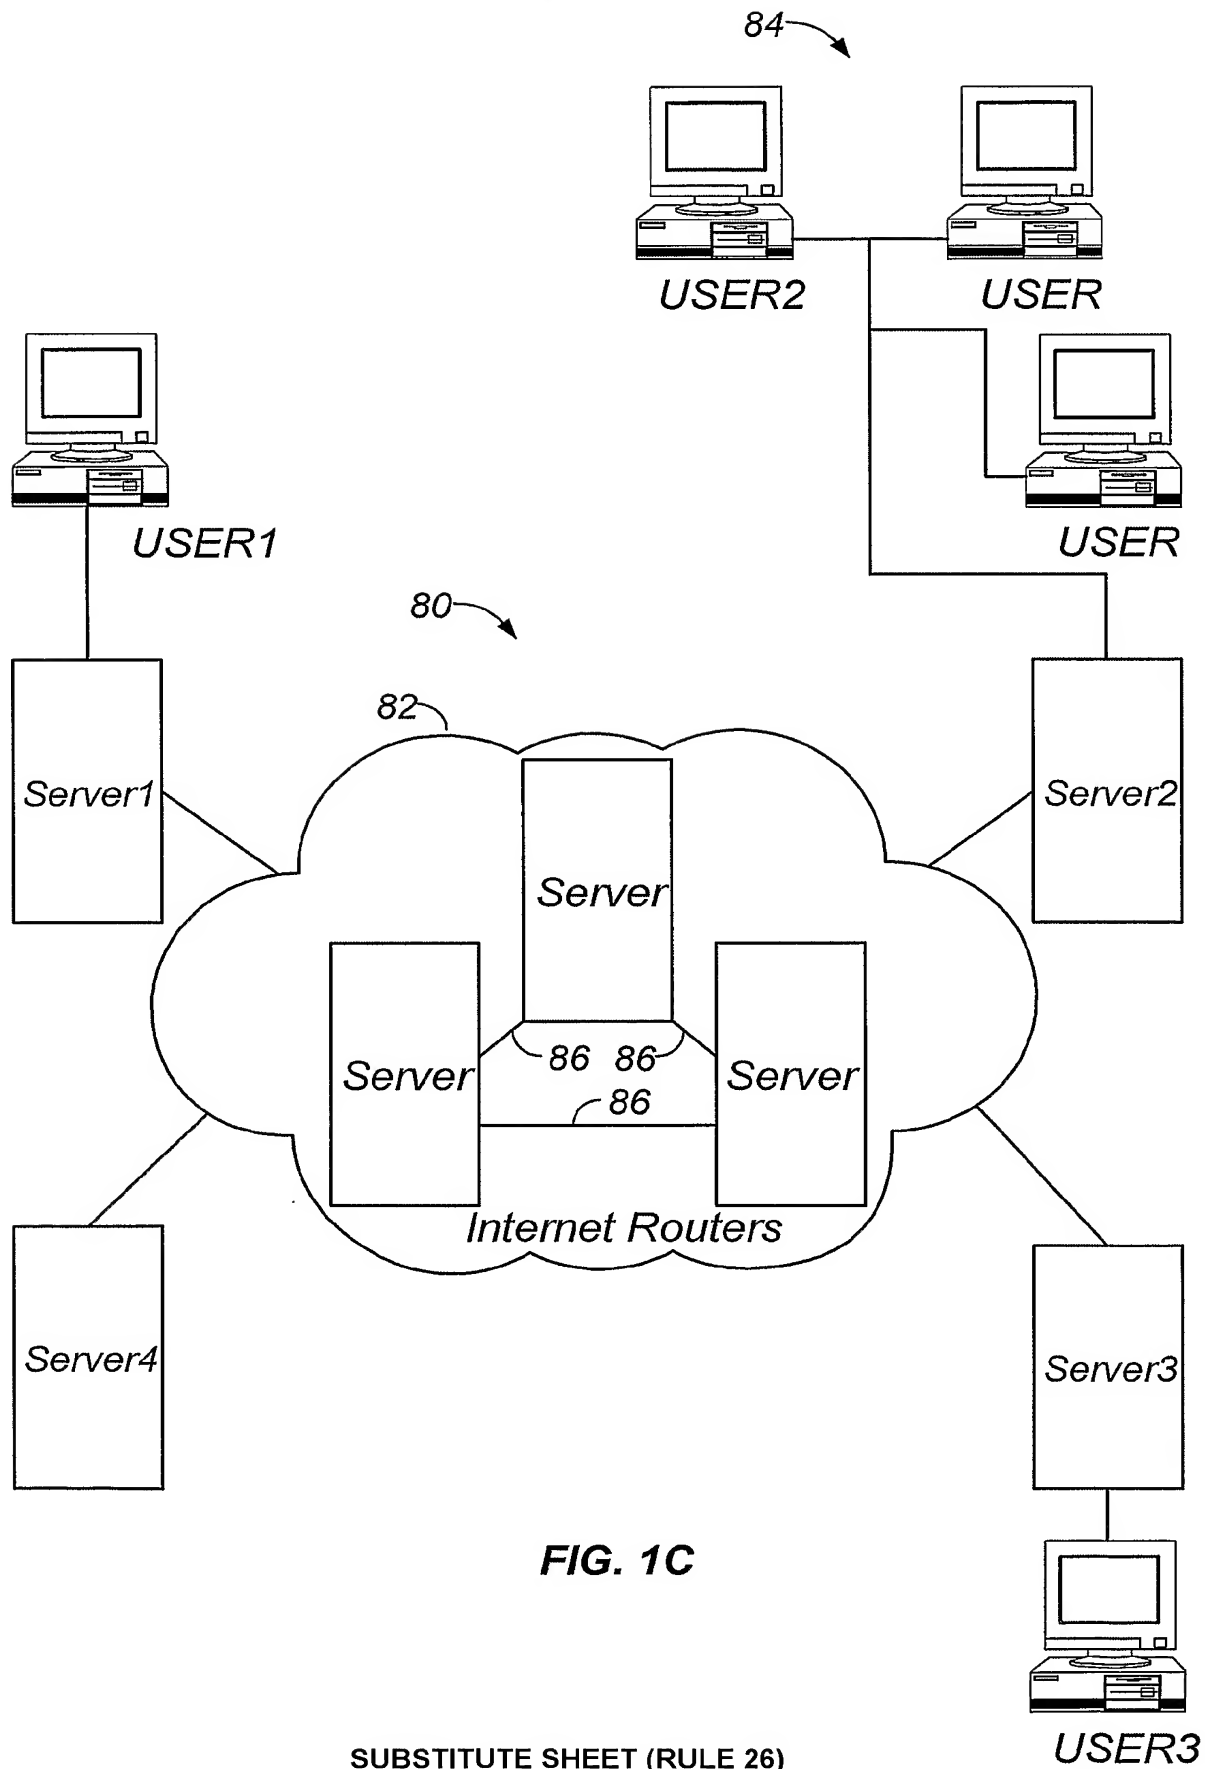 84
USER2
USER
USER1
USER
80
82
Server1
Server2
Server
Server
Server
86
86
86
Internet Routers
Server4
Server3
FIG. 1C
USER3
SUBSTITUTE SHEET (RULE 26)